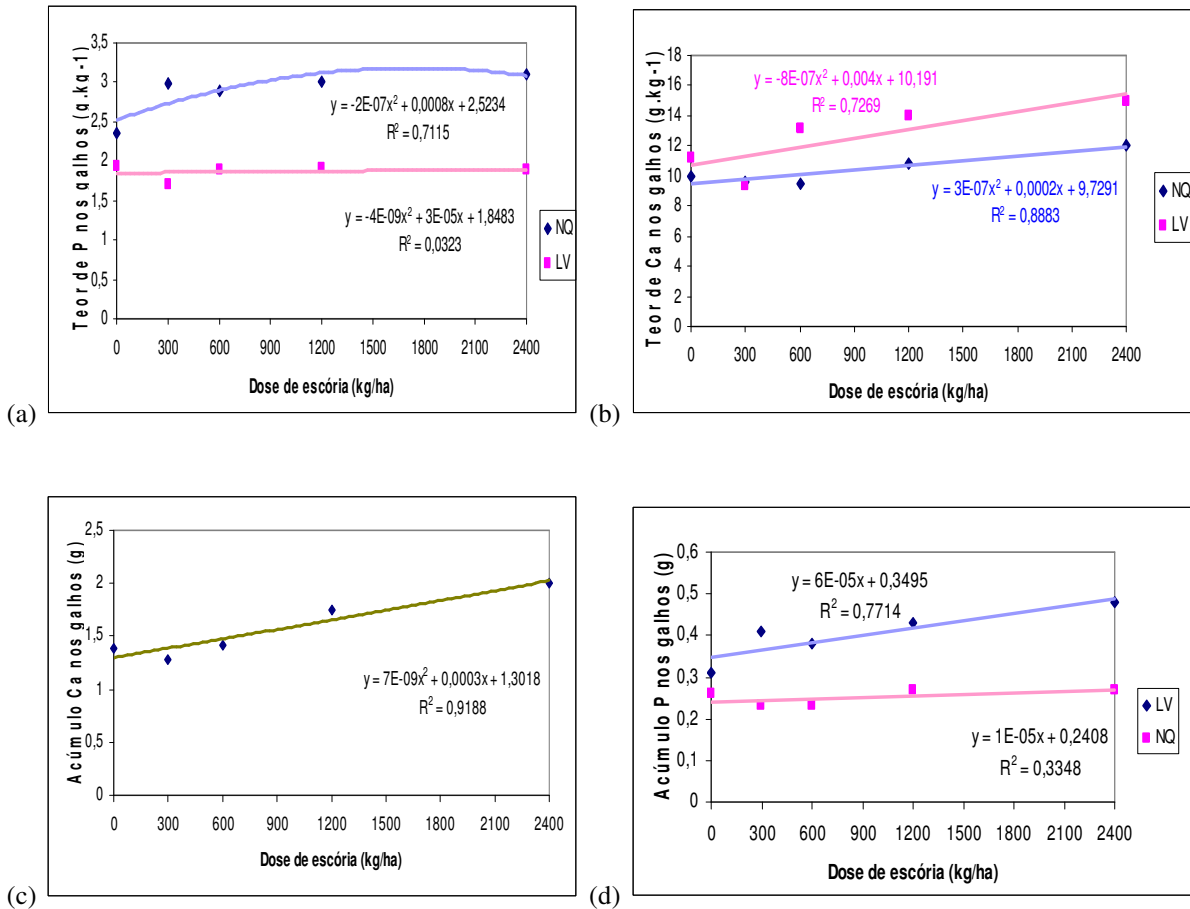 3,5
3
2,5
2
1,5
1
0,5
0
0 300 600 900 1200 1500 1800 2100 2400
Teor de P nos galhos (g.kg-1)
Dose de escória (kg/ha)
y = -2E-07x² + 0,0008x + 2,5234
R² = 0,7115
y = -4E-09x² + 3E-05x + 1,8483
R² = 0,0323
NQ
LV
(a)
18
16
14
12
10
8
6
4
2
0
0 300 600 900 1200 1500 1800 2100 2400
Teor de Ca nos galhos (g.kg-1)
Dose de escória (kg/ha)
y = -8E-07x² + 0,004x + 10,191
R² = 0,7269
y = 3E-07x² + 0,0002x + 9,7291
R² = 0,8883
NQ
LV
(b)
2,5
2
1,5
1
0,5
0
0 300 600 900 1200 1500 1800 2100 2400
Acúmulo Ca nos galhos (g)
Dose de escória (kg/ha)
y = 7E-09x² + 0,0003x + 1,3018
R² = 0,9188
(c)
0,6
0,5
0,4
0,3
0,2
0,1
0
0 300 600 900 1200 1500 1800 2100 2400
Acúmulo P nos galhos (g)
Dose de escória (kg/ha)
y = 6E-05x + 0,3495
R² = 0,7714
y = 1E-05x + 0,2408
R² = 0,3348
LV
NQ
(d)